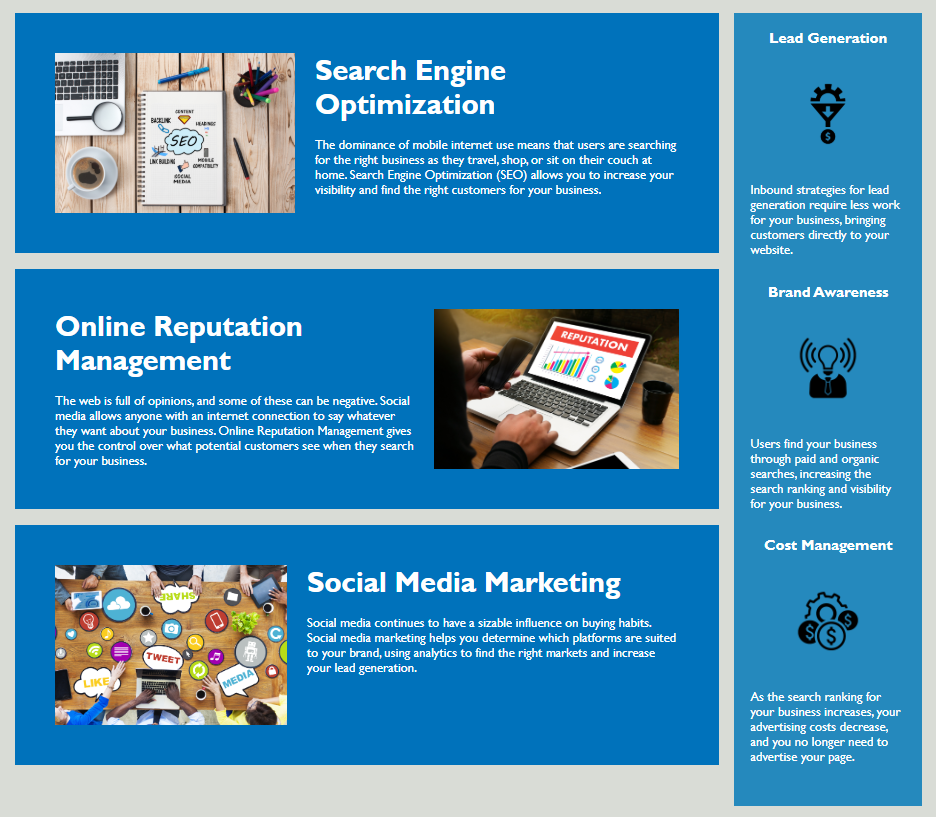 CONTENT
BACKLINK
HEADINGS
SEO
LINK BUILDING
MOBILE
COMPATIBILITY
SOCIAL
MEDIA
Search Engine
Optimization
The dominance of mobile internet use means that users are searching
for the right business as they travel, shop, or sit on their couch at
home. Search Engine Optimization (SEO) allows you to increase your
visibility and find the right customers for your business.
Online Reputation
Management
The web is full of opinions, and some of these can be negative. Social
media allows anyone with an internet connection to say whatever
they want about your business. Online Reputation Management gives
you the control over what potential customers see when they search
for your business.
REPUTATION
SHARE
TWEET
LIKE
MEDIA
Social Media Marketing
Social media continues to have a sizable influence on buying habits.
Social media marketing helps you determine which platforms are suited
to your brand, using analytics to find the right markets and increase
your lead generation.
Lead Generation
$
Inbound strategies for lead
generation require less work
for your business, bringing
customers directly to your
website.
Brand Awareness
Users find your business
through paid and organic
searches, increasing the
search ranking and visibility
for your business.
Cost Management
$ $ $
As the search ranking for
your business increases, your
advertising costs decrease,
and you no longer need to
advertise your page.